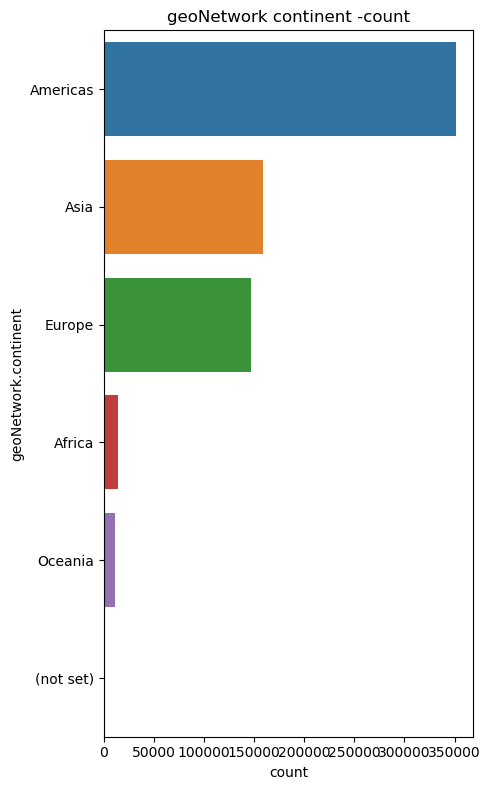 geoNetwork continent -count
geoNetwork.continent
Americas
Asia
Europe
Africa
Oceania
(not set)
0 50000 100000 150000 200000 250000 300000 350000
count